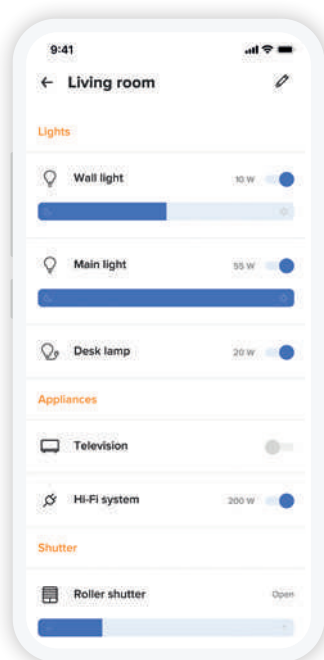 9:41
Living room
Lights
Wall light 10 W
Main light 55 W
Desk lamp 20 W
Appliances
Television
Hi-Fi system 200 W
Shutter
Roller shutter Open